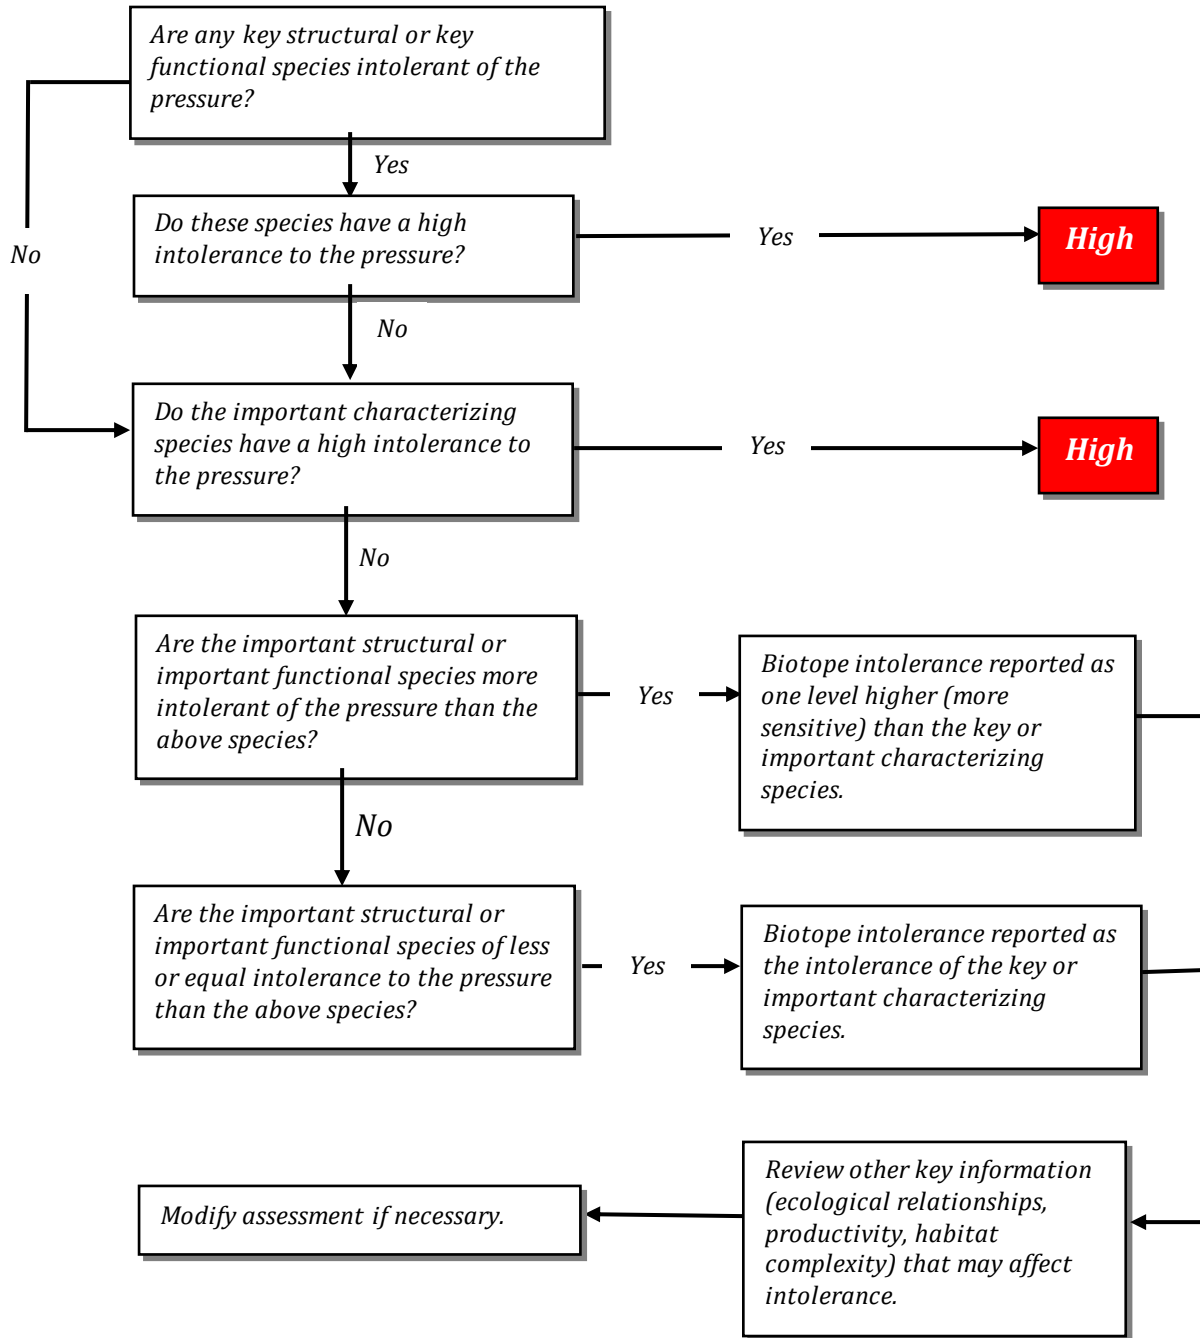 Are any key structural or key
functional species intolerant of the
pressure?
Yes
No
Do these species have a high
intolerance to the pressure?
Yes
High
No
Do the important characterizing
species have a high intolerance to
the pressure?
Yes
High
No
Are the important structural or
important functional species more
intolerant of the pressure than the
above species?
Yes
Biotope intolerance reported as
one level higher (more
sensitive) than the key or
important characterizing
species.
No
Are the important structural or
important functional species of less
or equal intolerance to the pressure
than the above species?
Yes
Biotope intolerance reported as
the intolerance of the key or
important characterizing
species.
Review other key information
(ecological relationships,
productivity, habitat
complexity) that may affect
intolerance.
Modify assessment if necessary.